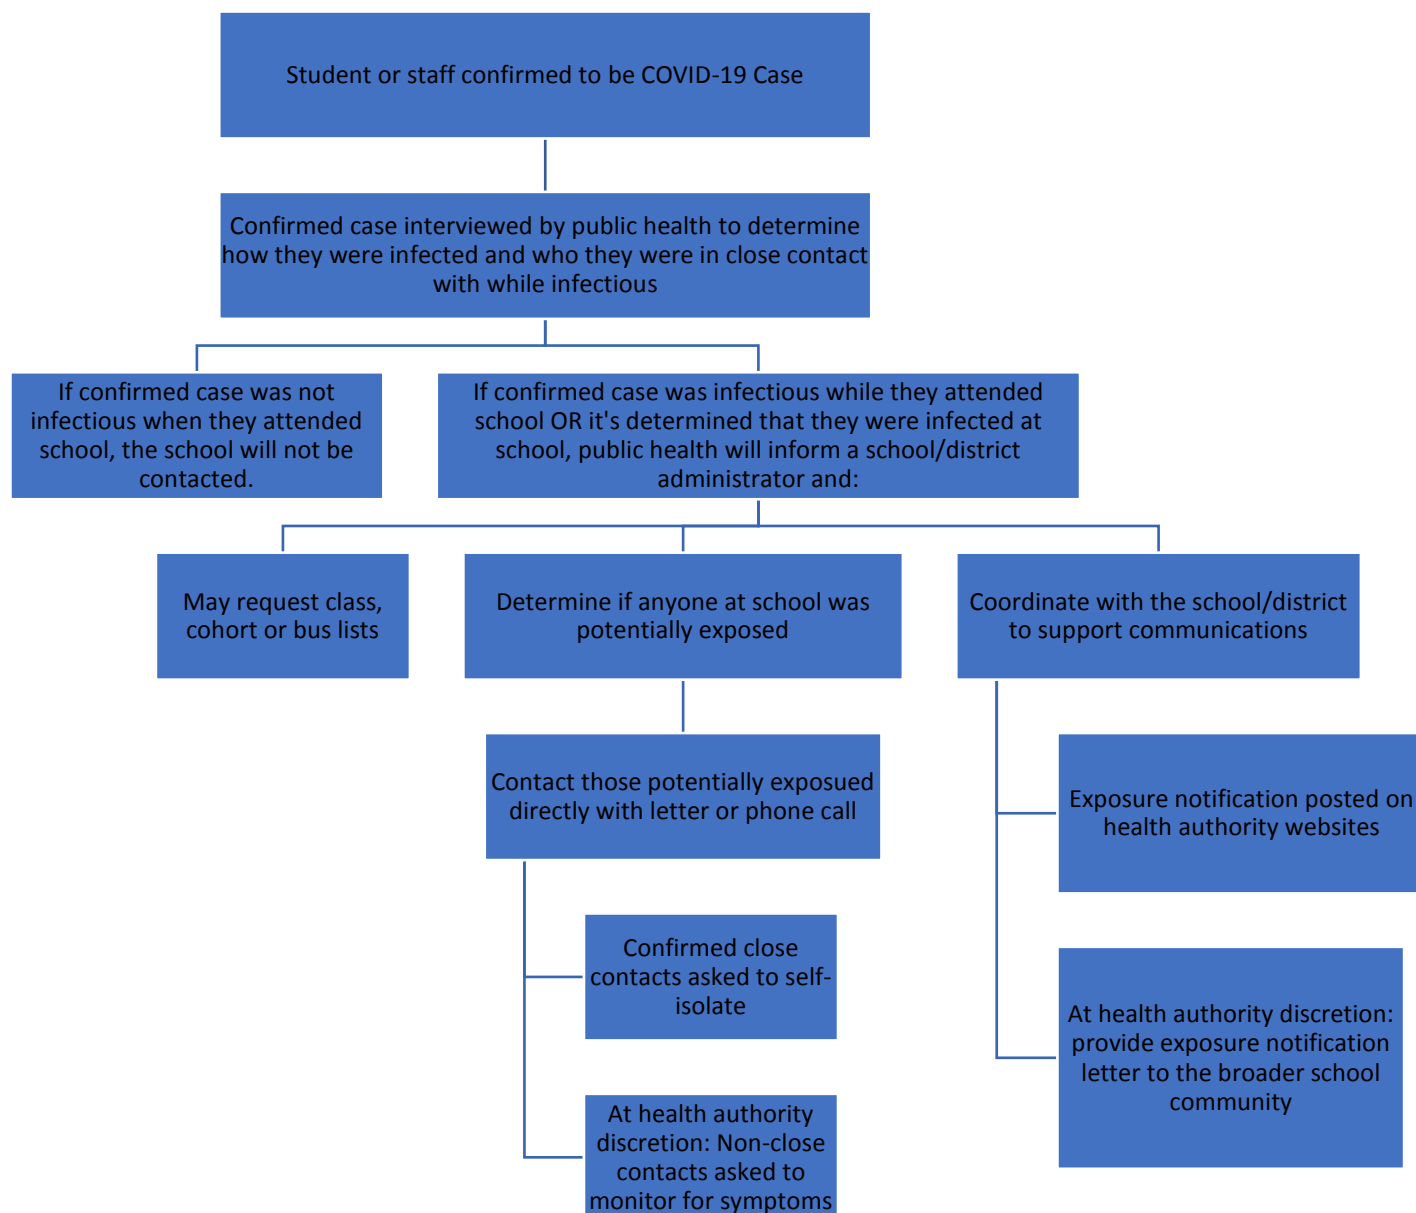 Student or staff confirmed to be COVID-19 Case
Confirmed case interviewed by public health to determine
how they were infected and who they were in close contact
with while infectious
If confirmed case was not
infectious when they attended
school, the school will not be
contacted.
If confirmed case was infectious while they attended
school OR it's determined that they were infected at
school, public health will inform a school/district
administrator and:
May request class,
cohort or bus lists
Determine if anyone at school was
potentially exposed
Coordinate with the school/district
to support communications
Contact those potentially exposued
directly with letter or phone call
Exposure notification posted on
health authority websites
Confirmed close
contacts asked to self-
isolate
At health authority discretion:
provide exposure notification
letter to the broader school
community
At health authority
discretion: Non-close
contacts asked to
monitor for symptoms